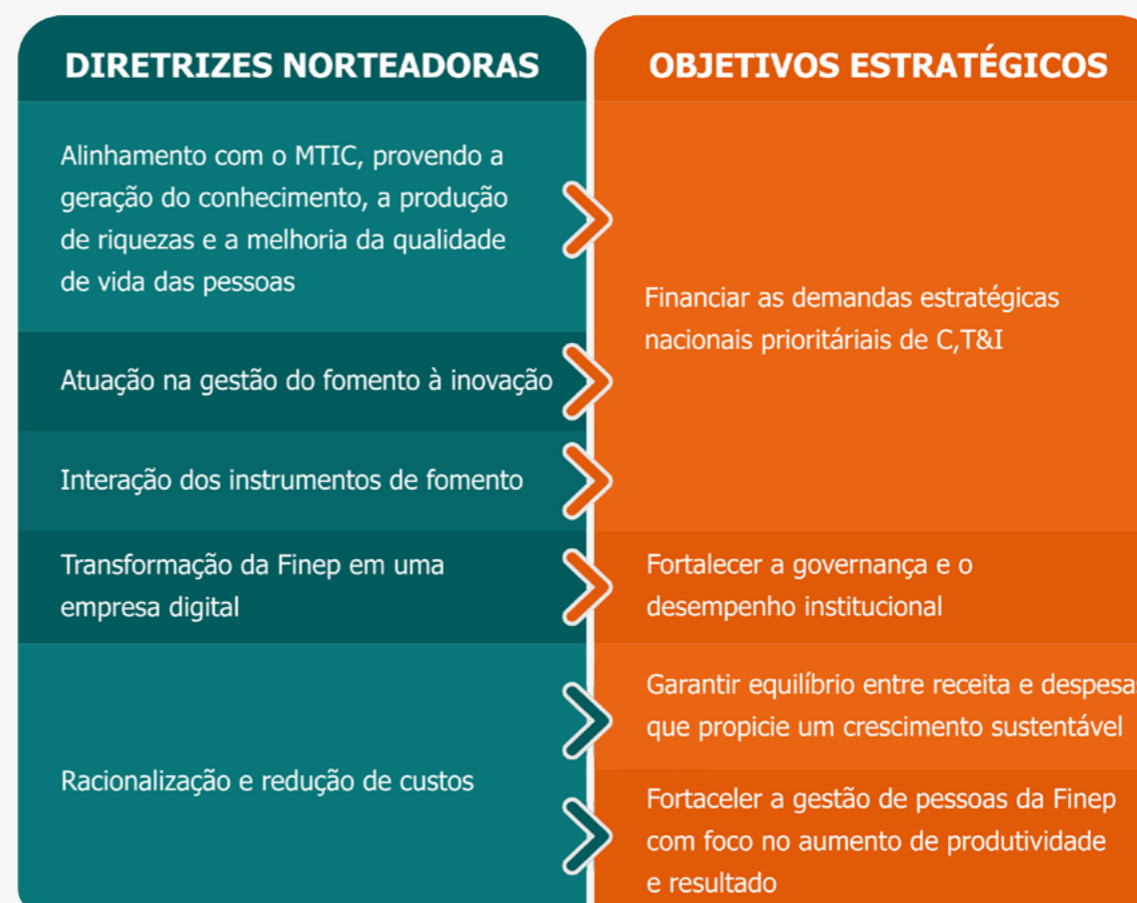 DIRETRIZES NORTEADORAS
Alinhamento com o MTIC, provendo a
geração do conhecimento, a produção
de riquezas e a melhoria da qualidade
de vida das pessoas
Atuação na gestão do fomento à inovação
Interação dos instrumentos de fomento
Transformação da Finep em uma
empresa digital
Racionalização e redução de custos
OBJETIVOS ESTRATÉGICOS
Financiar as demandas estratégicas
nacionais prioritáriais de C,T&I
Fortalecer a governança e o
desempenho institucional
Garantir equilíbrio entre receita e despesas
que propicie um crescimento sustentável
Fortaceler a gestão de pessoas da Finep
com foco no aumento de produtividade
e resultado